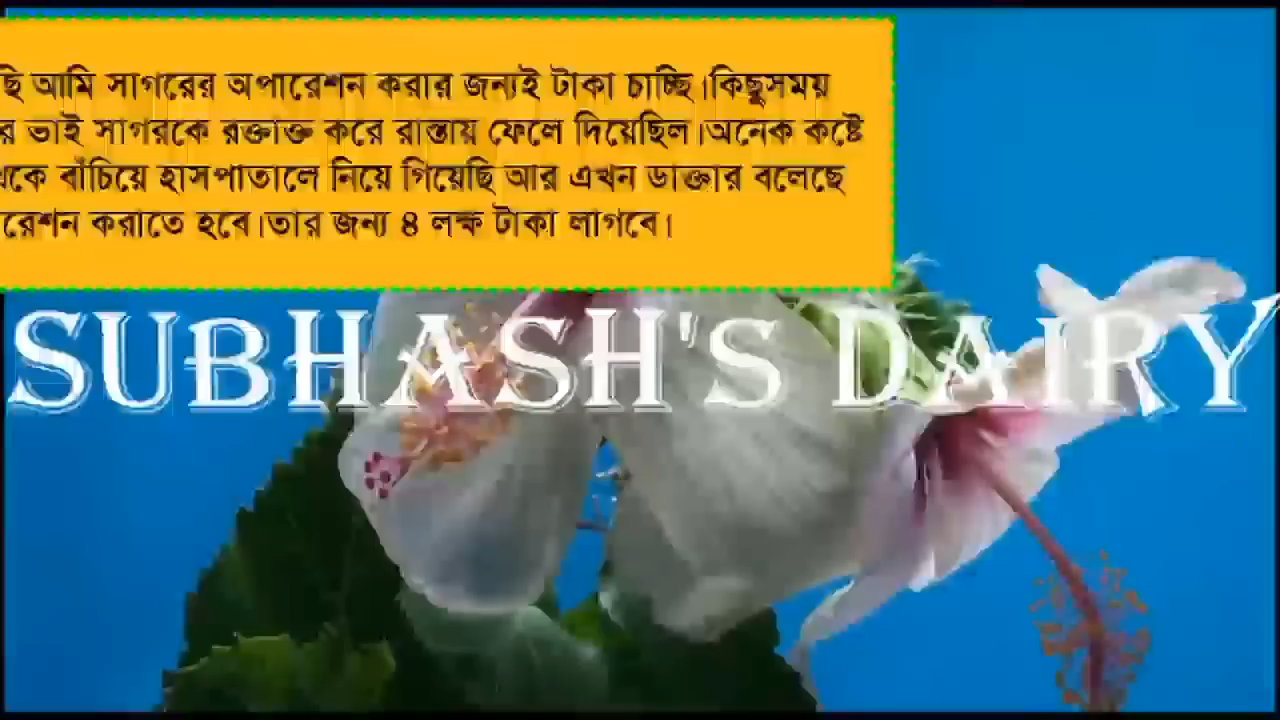 আমি সাগরের অপারেশন করার জন্যই টাকা চাচ্ছি।কিছুসময়
ভাই সাগরকে রক্তাক্ত করে রাস্তায় ফেলে দিয়েছিল।অনেক কষ্টে
বাঁচিয়ে হাসপাতালে নিয়ে গিয়েছি আর এখন ডাক্তার বলেছে
করাতে হবে।তার জন্য ৪ লক্ষ টাকা লাগবে।
SUBHASH'S DAIRY